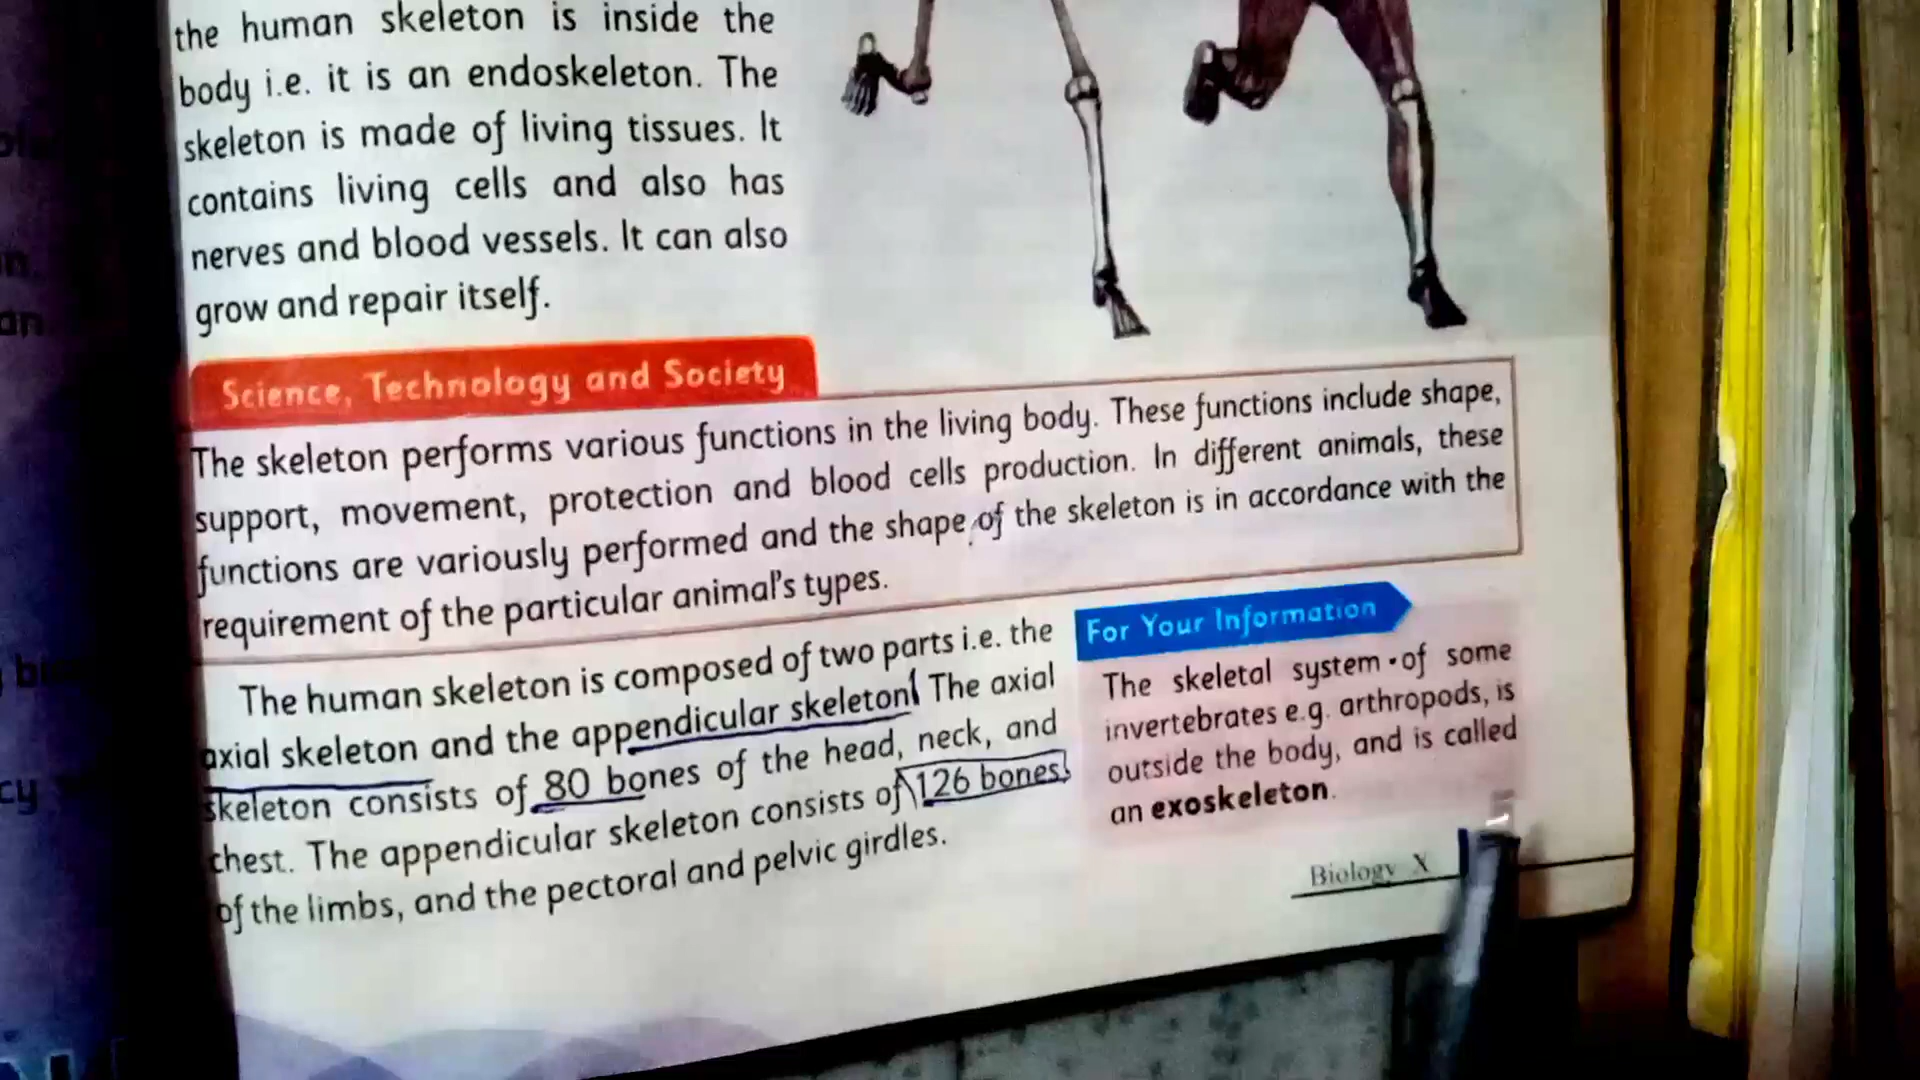 the human skeleton is inside the
body i.e. it is an endoskeleton. The
skeleton is made of living tissues. It
contains living cells and also has
nerves and blood vessels. It can also
grow and repair itself.
Science, Technology and Society
The skeleton performs various functions in the living body. These functions include shape,
support, movement, protection and blood cells production. In different animals, these
functions are variously performed and the shape of the skeleton is in accordance with the
requirement of the particular animal's types.
The human skeleton is composed of two parts i.e. the
axial skeleton and the appendicular skeleton. The axial
skeleton consists of 80 bones of the head, neck, and
chest. The appendicular skeleton consists of 126 bones
of the limbs, and the pectoral and pelvic girdles.
For Your Information
The skeletal system of some
invertebrates e.g. arthropods, is
outside the body, and is called
an exoskeleton.
Biology X